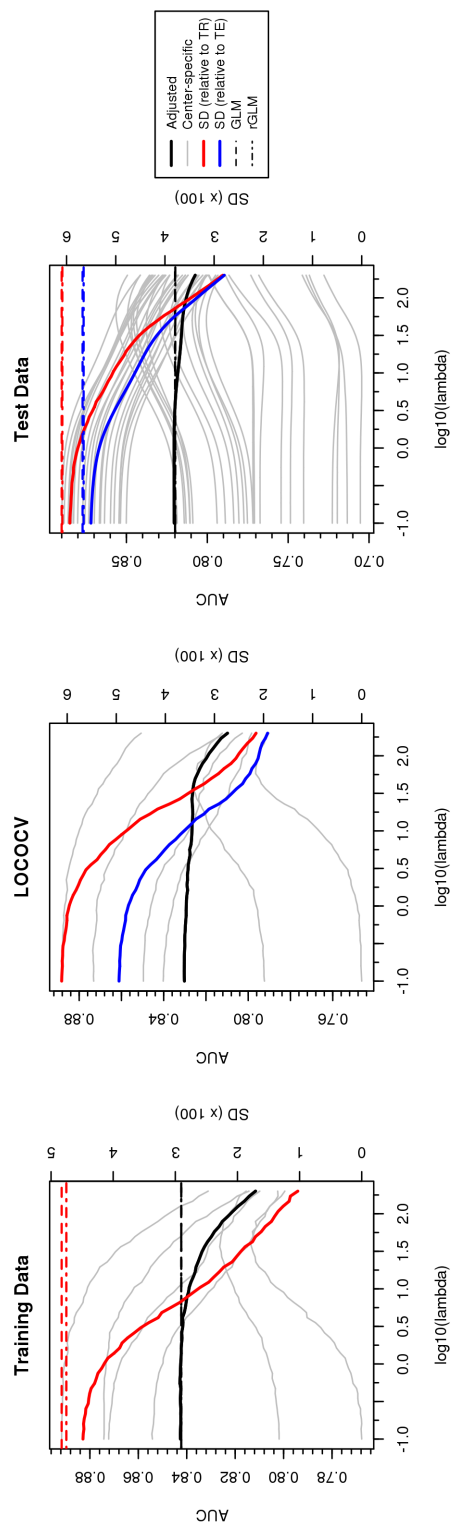 Training Data
AUC
0.78
0.80
0.82
0.84
0.86
0.88
log10(lambda)
-1.0
0.0
0.5
1.0
1.5
2.0
SD (x 100)
0
1
2
3
4
5
LOCOCV
AUC
0.76
0.80
0.84
0.88
log10(lambda)
-1.0
0.0
0.5
1.0
1.5
2.0
SD (x 100)
0
1
2
3
4
5
6
Test Data
AUC
0.70
0.75
0.80
0.85
log10(lambda)
-1.0
0.0
0.5
1.0
1.5
2.0
SD (x 100)
0
1
2
3
4
5
6
Adjusted
Center-specific
SD (relative to TR)
SD (relative to TE)
GLM
rGLM